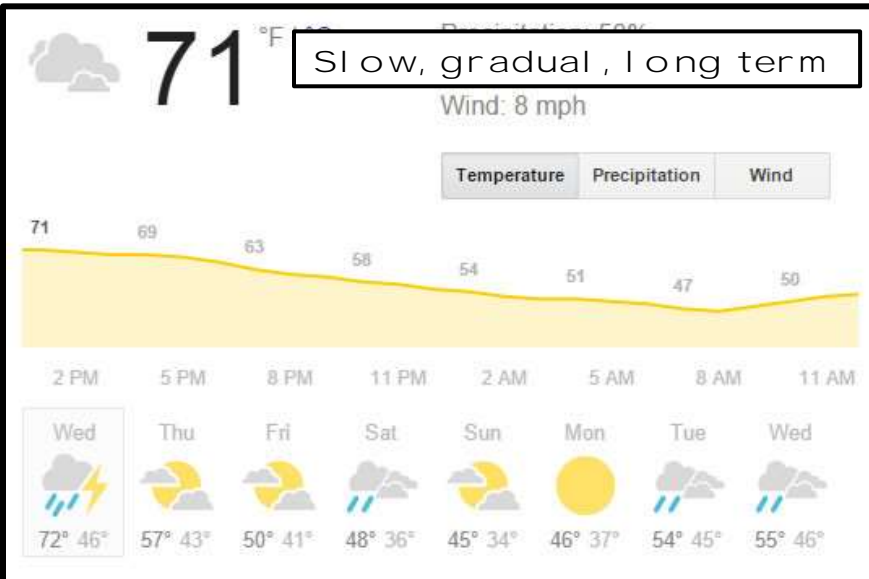 71 °F
Slow, gradual, long term
Wind: 8 mph
Temperature Precipitation Wind
71 69 63 58 54 51 47 50
2 PM 5 PM 8 PM 11 PM 2 AM 5 AM 8 AM 11 AM
Wed Thu Fri Sat Sun Mon Tue Wed
72° 46° 57° 43° 50° 41° 48° 36° 45° 34° 46° 37° 54° 45° 55° 46°